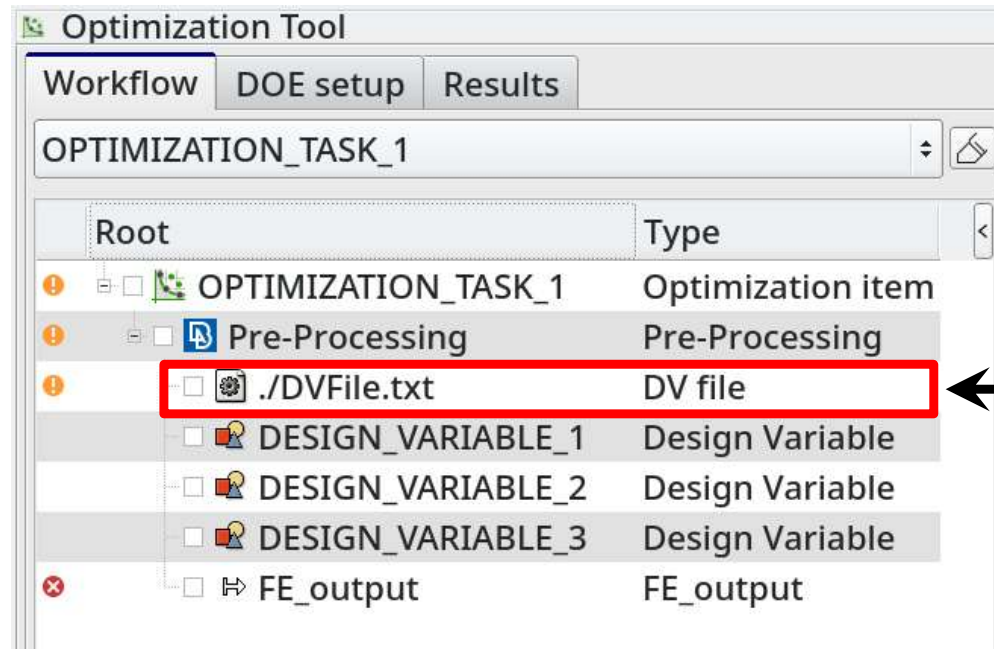 Optimization Tool
Workflow DOE setup Results
OPTIMIZATION_TASK_1
Root Type
OPTIMIZATION_TASK_1 Optimization item
Pre-Processing Pre-Processing
./DVFile.txt DV file
DESIGN_VARIABLE_1 Design Variable
DESIGN_VARIABLE_2 Design Variable
DESIGN_VARIABLE_3 Design Variable
FE_output FE_output